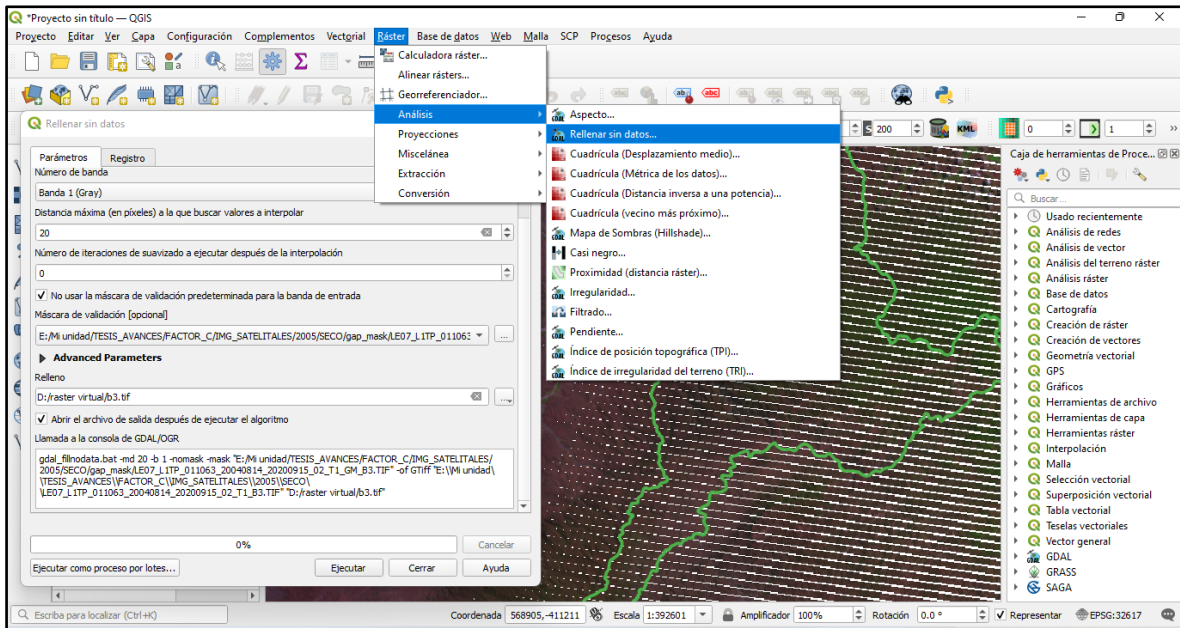 *Proyecto sin título — QGIS
Proyecto Editar Ver Capa Configuración Complementos Vectorial Ráster Base de datos Web Malla SCP Procesos Ayuda
Calculadora ráster...
Alinear rásters...
Georreferenciador...
Análisis
Proyecciones
Miscelánea
Extracción
Conversión
Aspecto...
Rellenar sin datos...
Cuadrícula (Desplazamiento medio)...
Cuadrícula (Métrica de los datos)...
Cuadrícula (Distancia inversa a una potencia)...
Cuadrícula (vecino más próximo)...
Mapa de Sombras (Hillshade)...
Casi negro...
Proximidad (distancia ráster)...
Irregularidad...
Filtrado...
Pendiente...
Índice de posición topográfica (TPI)...
Índice de irregularidad del terreno (TRI)...
200
KML
0
1
Rellenar sin datos
Parámetros Registro
Número de banda
Banda 1 (Gray)
Distancia máxima (en píxeles) a la que buscar valores a interpolar
20
Número de iteraciones de suavizado a ejecutar después de la interpolación
0
No usar la máscara de validación predeterminada para la banda de entrada
Máscara de validación [opcional]
E:/Mi unidad/TESIS_AVANCES/FACTOR_C/IMG_SATELITALES/2005/SECO/gap_mask/LE07_L1TP_01106:
Advanced Parameters
Relleno
D:/raster virtual/b3.tif
Abrir el archivo de salida después de ejecutar el algoritmo
Llamada a la consola de GDAL/OGR
gdal_fillnodata.bat -md 20 -b 1 -nomask -mask "E:/Mi unidad/TESIS_AVANCES/FACTOR_C/IMG_SATELITALES/
2005/SECO/gap_mask/LE07_L1TP_011063_20040814_20200915_02_T1_GM_B3.TIF" -of GTiff "E:\\Mi unidad\
\TESIS_AVANCES\\FACTOR_C\\IMG_SATELITALES\\2005\\SECO\
\LE07_L1TP_011063_20040814_20200915_02_T1_B3.TIF" "D:/raster virtual/b3.tif"
0%
Cancelar
Ejecutar como proceso por lotes...
Ejecutar
Cerrar
Ayuda
Caja de herramientas de Proce...
Buscar...
Usado recientemente
Análisis de redes
Análisis de vector
Análisis del terreno ráster
Análisis ráster
Base de datos
Cartografía
Creación de ráster
Creación de vectores
Geometría vectorial
GPS
Gráficos
Herramientas de archivo
Herramientas de capa
Herramientas ráster
Interpolación
Malla
Selección vectorial
Superposición vectorial
Tabla vectorial
Teselas vectoriales
Vector general
GDAL
GRASS
SAGA
Escriba para localizar (Ctrl+K)
Coordenada 568905,-411211 Escala 1:392601 Amplificador 100% Rotación 0.0 ° Representar EPSG:32617